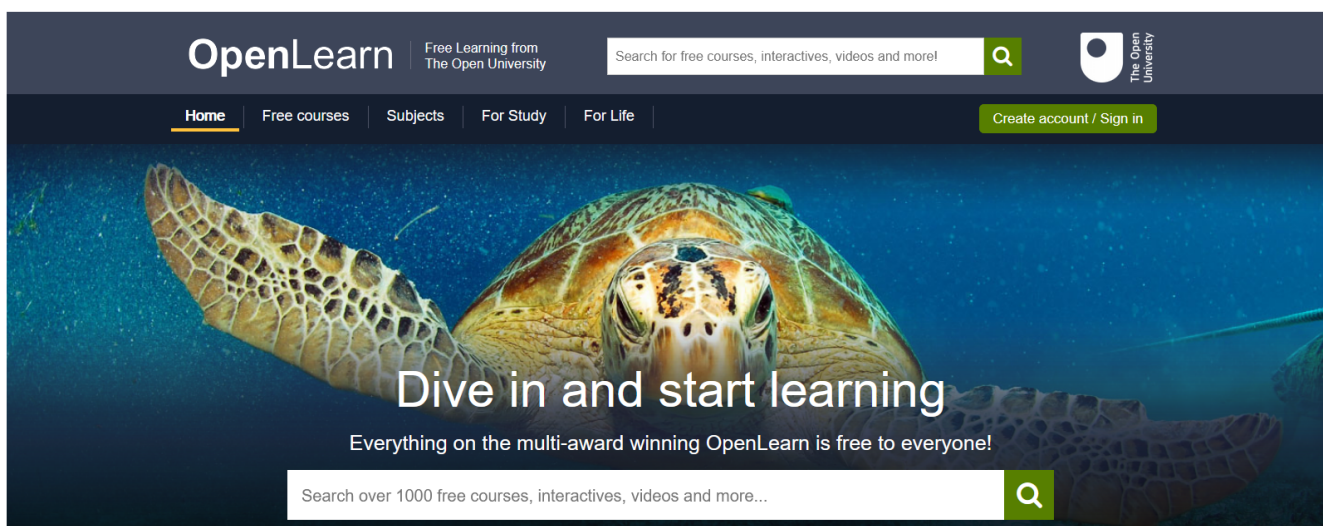 OpenLearn
Free Learning from
The Open University
Search for free courses, interactives, videos and more!
The Open
University
Home
Free courses
Subjects
For Study
For Life
Create account / Sign in
Dive in and start learning
Everything on the multi-award winning OpenLearn is free to everyone!
Search over 1000 free courses, interactives, videos and more...